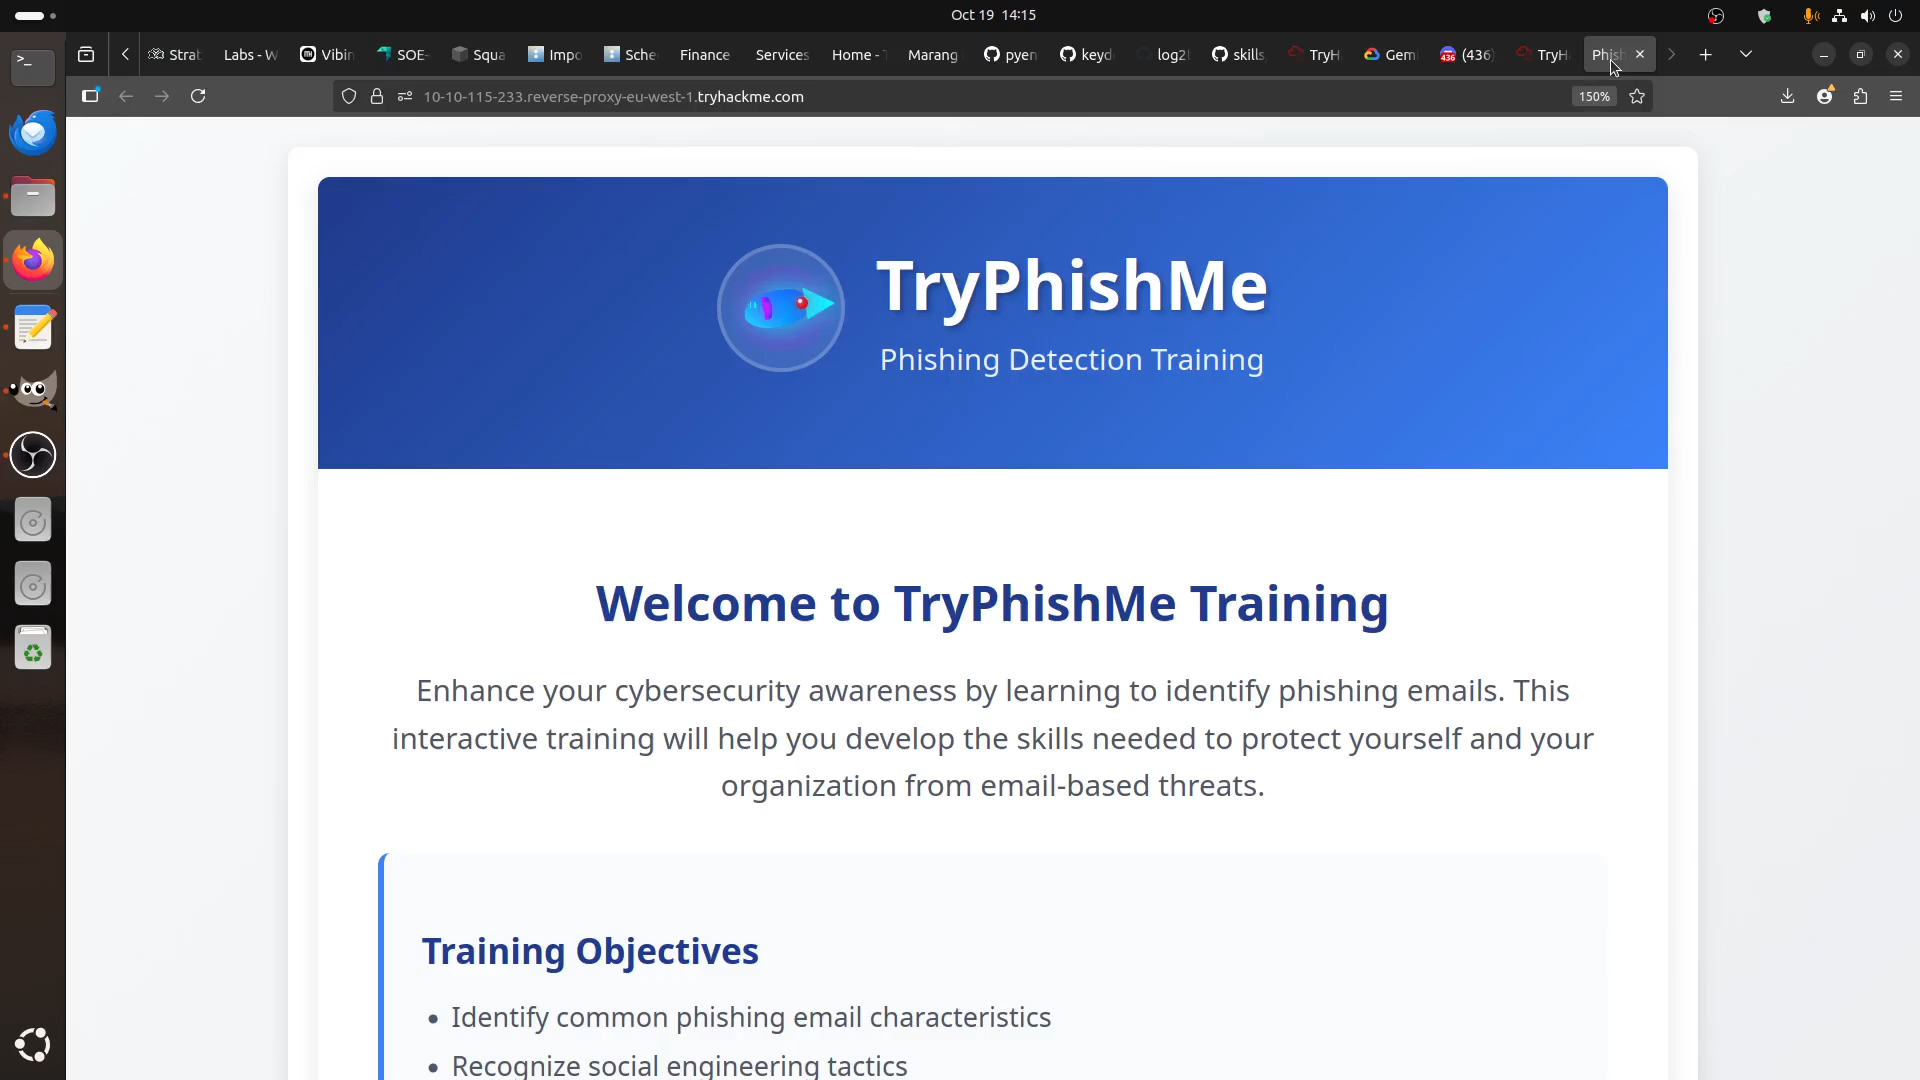 Oct 19 14:15
Strat
Labs - W
Vibin
SOE-
Squa
Impo
Sche
Finance
Services
Home - T
Marang
pyen
keyd
log2
skills
TryH
Gemi
(436)
TryH
Phish
10-10-115-233.reverse-proxy-eu-west-1.tryhackme.com
150%
TryPhishMe
Phishing Detection Training
Welcome to TryPhishMe Training
Enhance your cybersecurity awareness by learning to identify phishing emails. This
interactive training will help you develop the skills needed to protect yourself and your
organization from email-based threats.
Training Objectives
• Identify common phishing email characteristics
• Recognize social engineering tactics